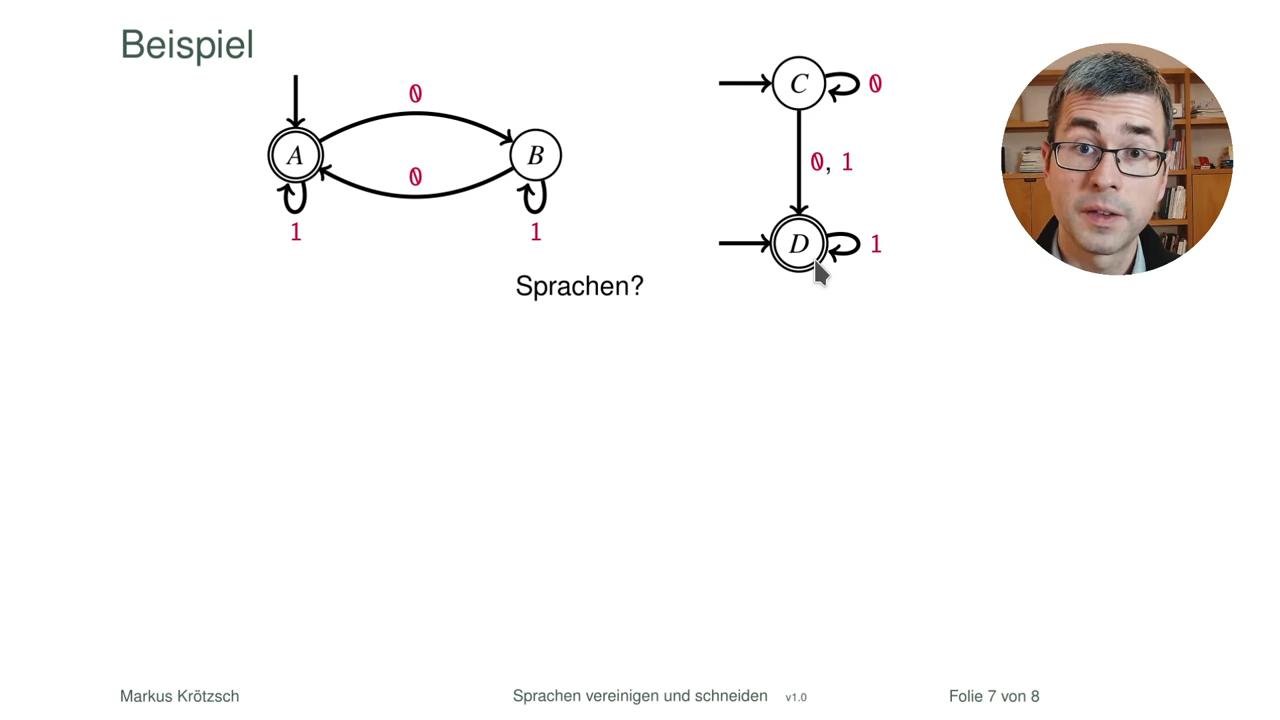 Beispiel
0
C
0
A
B
0, 1
0
1
1
D
1
Sprachen?
Markus Krötzsch
Sprachen vereinigen und schneiden v1.0
Folie 7 von 8